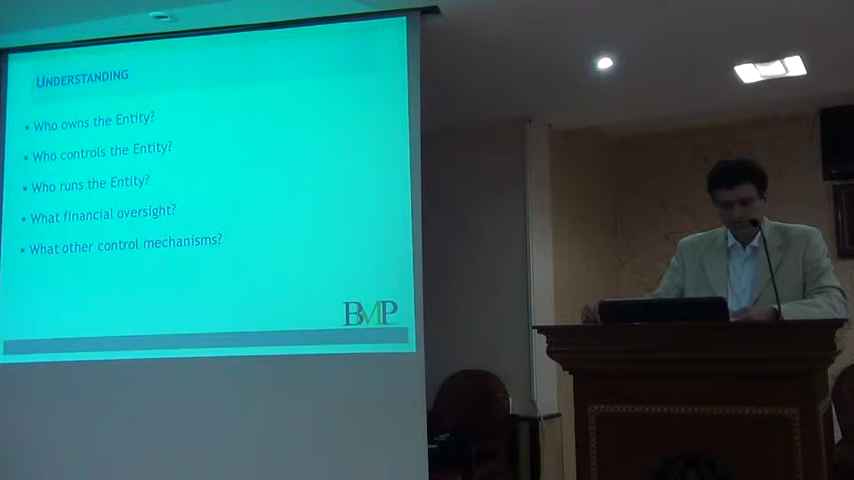 UNDERSTANDING
▪ Who owns the Entity?
▪ Who controls the Entity?
▪ Who runs the Entity?
▪ What financial oversight?
▪ What other control mechanisms?
BMP